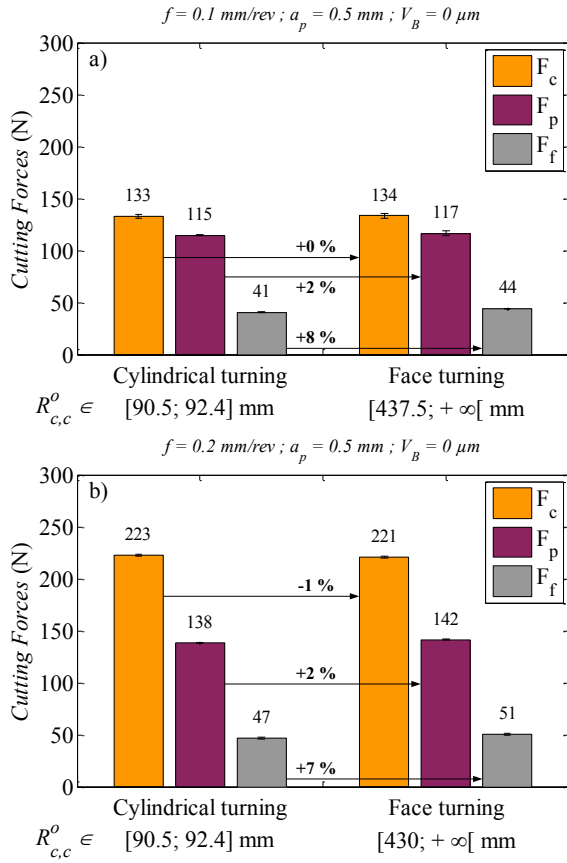 f = 0.1 mm/rev ; a_p = 0.5 mm ; V_B = 0 µm
a)
F_c
F_p
F_f
Cutting Forces (N)
300
250
200
150
100
50
0
133
115
41
134
117
44
+0 %
+2 %
+8 %
Cylindrical turning
Face turning
R^o_{c,c} ∈ [90.5; 92.4] mm [437.5; + ∞[ mm
f = 0.2 mm/rev ; a_p = 0.5 mm ; V_B = 0 µm
b)
F_c
F_p
F_f
Cutting Forces (N)
300
250
200
150
100
50
0
223
138
47
221
142
51
-1 %
+2 %
+7 %
Cylindrical turning
Face turning
R^o_{c,c} ∈ [90.5; 92.4] mm [430; + ∞[ mm